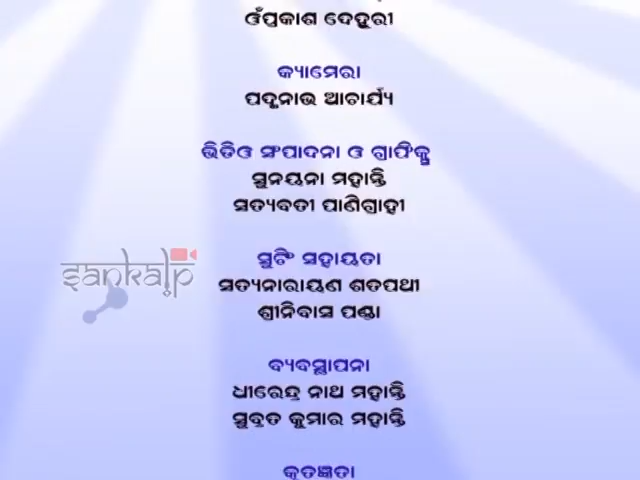 ଓଁପ୍ରକାଶ ଦେହୁରୀ
କ୍ୟାମେରା
ପଦ୍ମନାଭ ଆଚାର୍ଯ୍ୟ
ଭିଡିଓ ସଂପାଦନା ଓ ଗ୍ରାଫିକ୍ସ
ସୁନୟନା ମହାନ୍ତି
ସତ୍ୟବତୀ ପାଣିଗ୍ରାହୀ
ସୁଟିଂ ସହାୟତା
sankalp
ସତ୍ୟନାରାୟଣ ଶତପଥୀ
ଶ୍ରୀନିବାସ ପଣ୍ଡା
ବ୍ୟବସ୍ଥାପନା
ଧୀରେନ୍ଦ୍ର ନାଥ ମହାନ୍ତି
ସୁବ୍ରତ କୁମାର ମହାନ୍ତି
କୃତଜ୍ଞତା